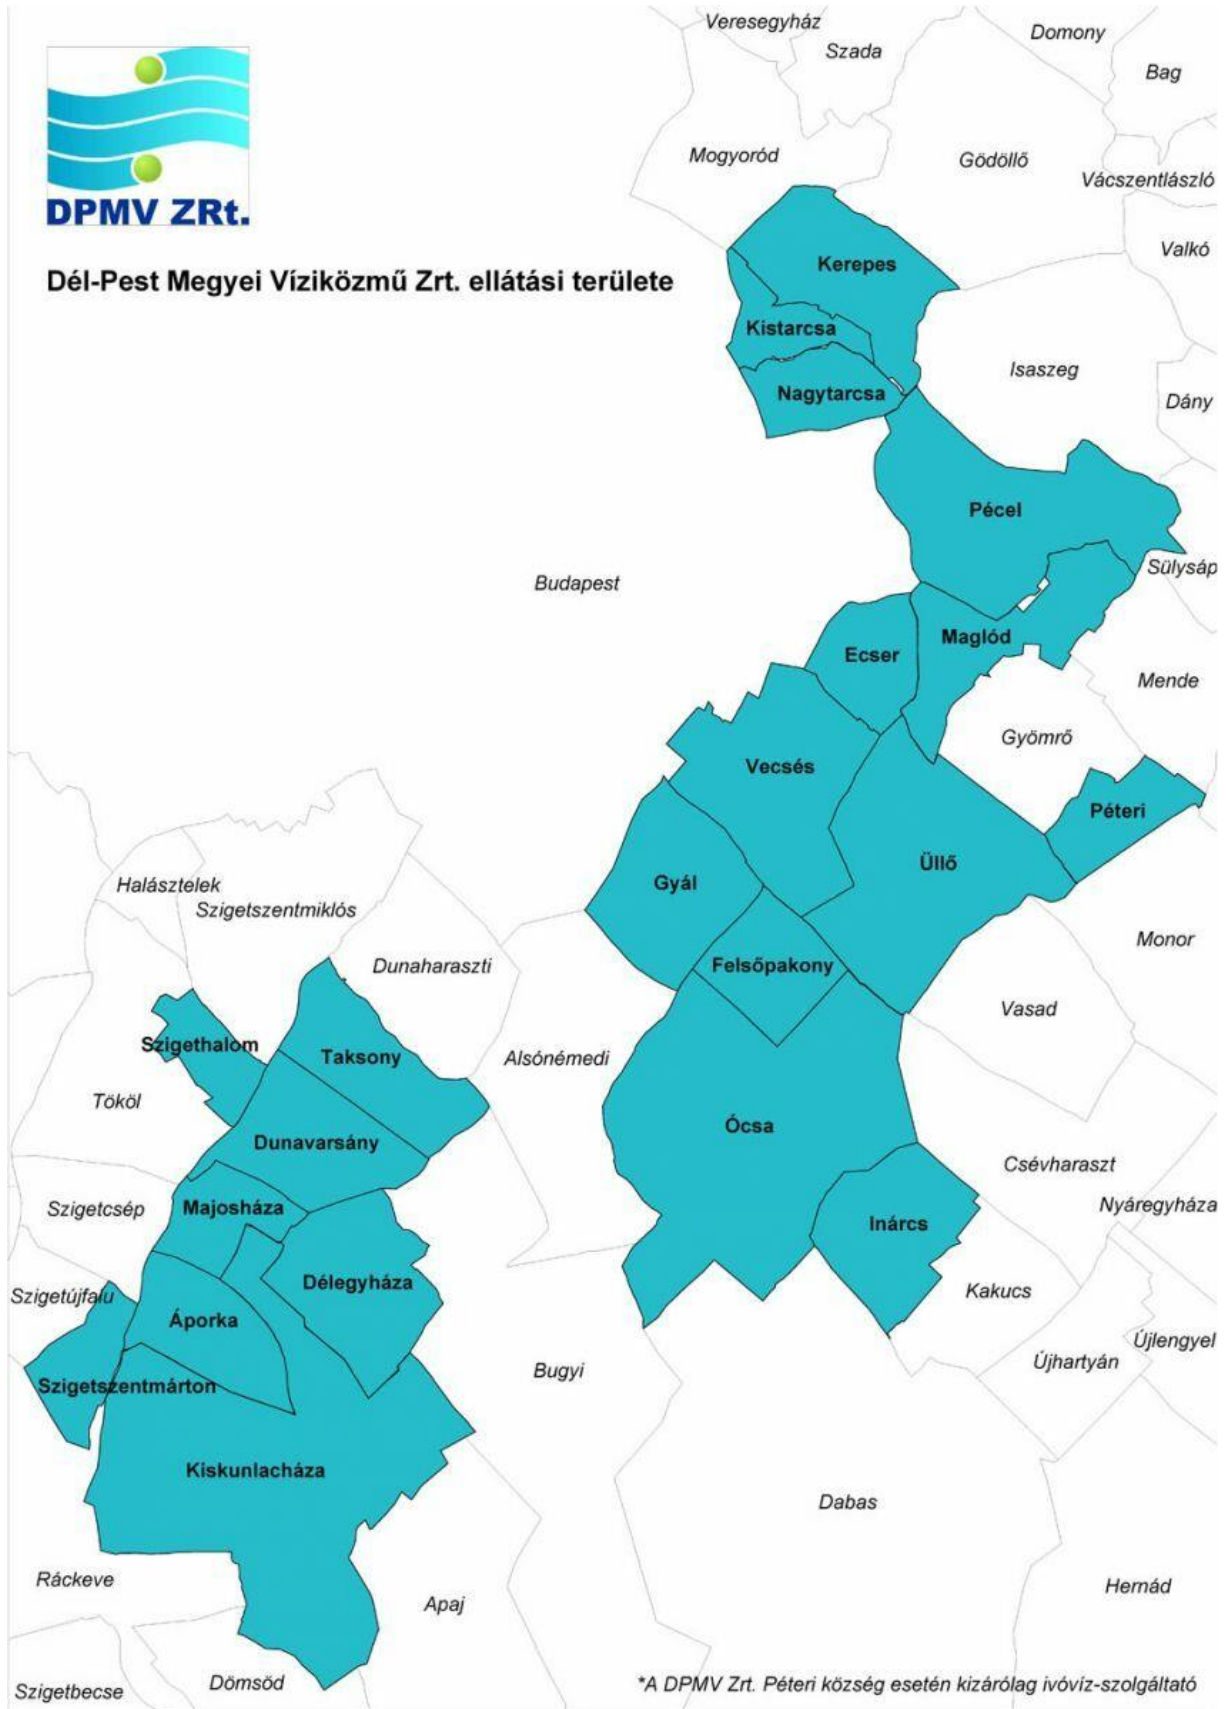 Veresegyház
Domony
Szada
Bag
Mogyoród
Gödöllő
Vácszentlászló
DPMV ZRt.
Valkó
Kerepes
Dél-Pest Megyei Víziközmű Zrt. ellátási területe
Kistarcsa
Isaszeg
Nagytarcsa
Dány
Pécel
Sülysáp
Budapest
Maglód
Ecser
Mende
Gyömrő
Vecsés
Péteri
Üllő
Gyál
Halásztelek
Szigetszentmiklós
Monor
Dunaharaszti
Felsőpakony
Vasad
Szigethalom
Taksony
Alsónémedi
Tököl
Ócsa
Dunavarsány
Csévharaszt
Szigetcsép
Majosháza
Nyáregyháza
Inárcs
Délegyháza
Szigetújfalu
Kakucs
Áporka
Újlengyel
Újhartyán
Bugyi
Szigetszentmárton
Kiskunlacháza
Dabas
Ráckeve
Hernád
Apaj
Dömsöd
Szigetbecse
*A DPMV Zrt. Péteri község esetén kizárólag ivóvíz-szolgáltató